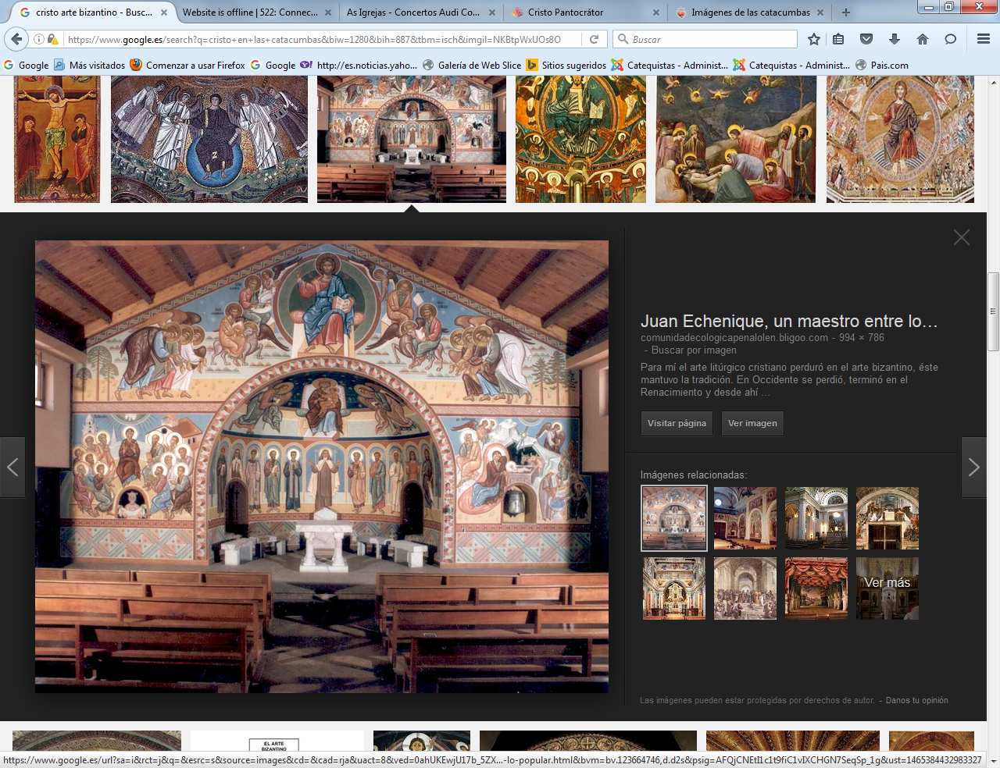 cristo arte bizantino - Busc...
Website is offline | 522: Connec...
As Igrejas - Concertos Audi Co...
Cristo Pantocrátor
Imágenes de las catacumbas
https://www.google.es/search?q=cristo+en+las+catacumbas&biw=1280&bih=887&tbm=isch&imgil=NKBtpWxUOs8O
Buscar
Google
Más visitados
Comenzar a usar Firefox
Google
http://es.noticias.yaho...
Galería de Web Slice
Sitios sugeridos
Catequistas - Administ...
Catequistas - Administ...
Pais.com
Juan Echenique, un maestro entre lo...
comunidadecologicapenalolen.bligoo.com - 994 × 786
- Buscar por imagen
Para mí el arte litúrgico cristiano perduró en el arte bizantino, éste
mantuvo la tradición. En Occidente se perdió, terminó en el
Renacimiento y desde ahí ...
Visitar página
Ver imagen
Imágenes relacionadas:
Ver más
Las imágenes pueden estar protegidas por derechos de autor. - Danos tu opinión
EL ARTE
BIZANTINO
https://www.google.es/url?sa=i&rct=j&q=&esrc=s&source=images&cd=&cad=rja&uact=8&ved=0ahUKEwjU17b_5ZX...-lo-popular.html&bvm=bv.123664746,d.d2s&psig=AFQjCNEtI1c1t9fiC1vIXCHGN7SeqSp_1g&ust=1465384432983327